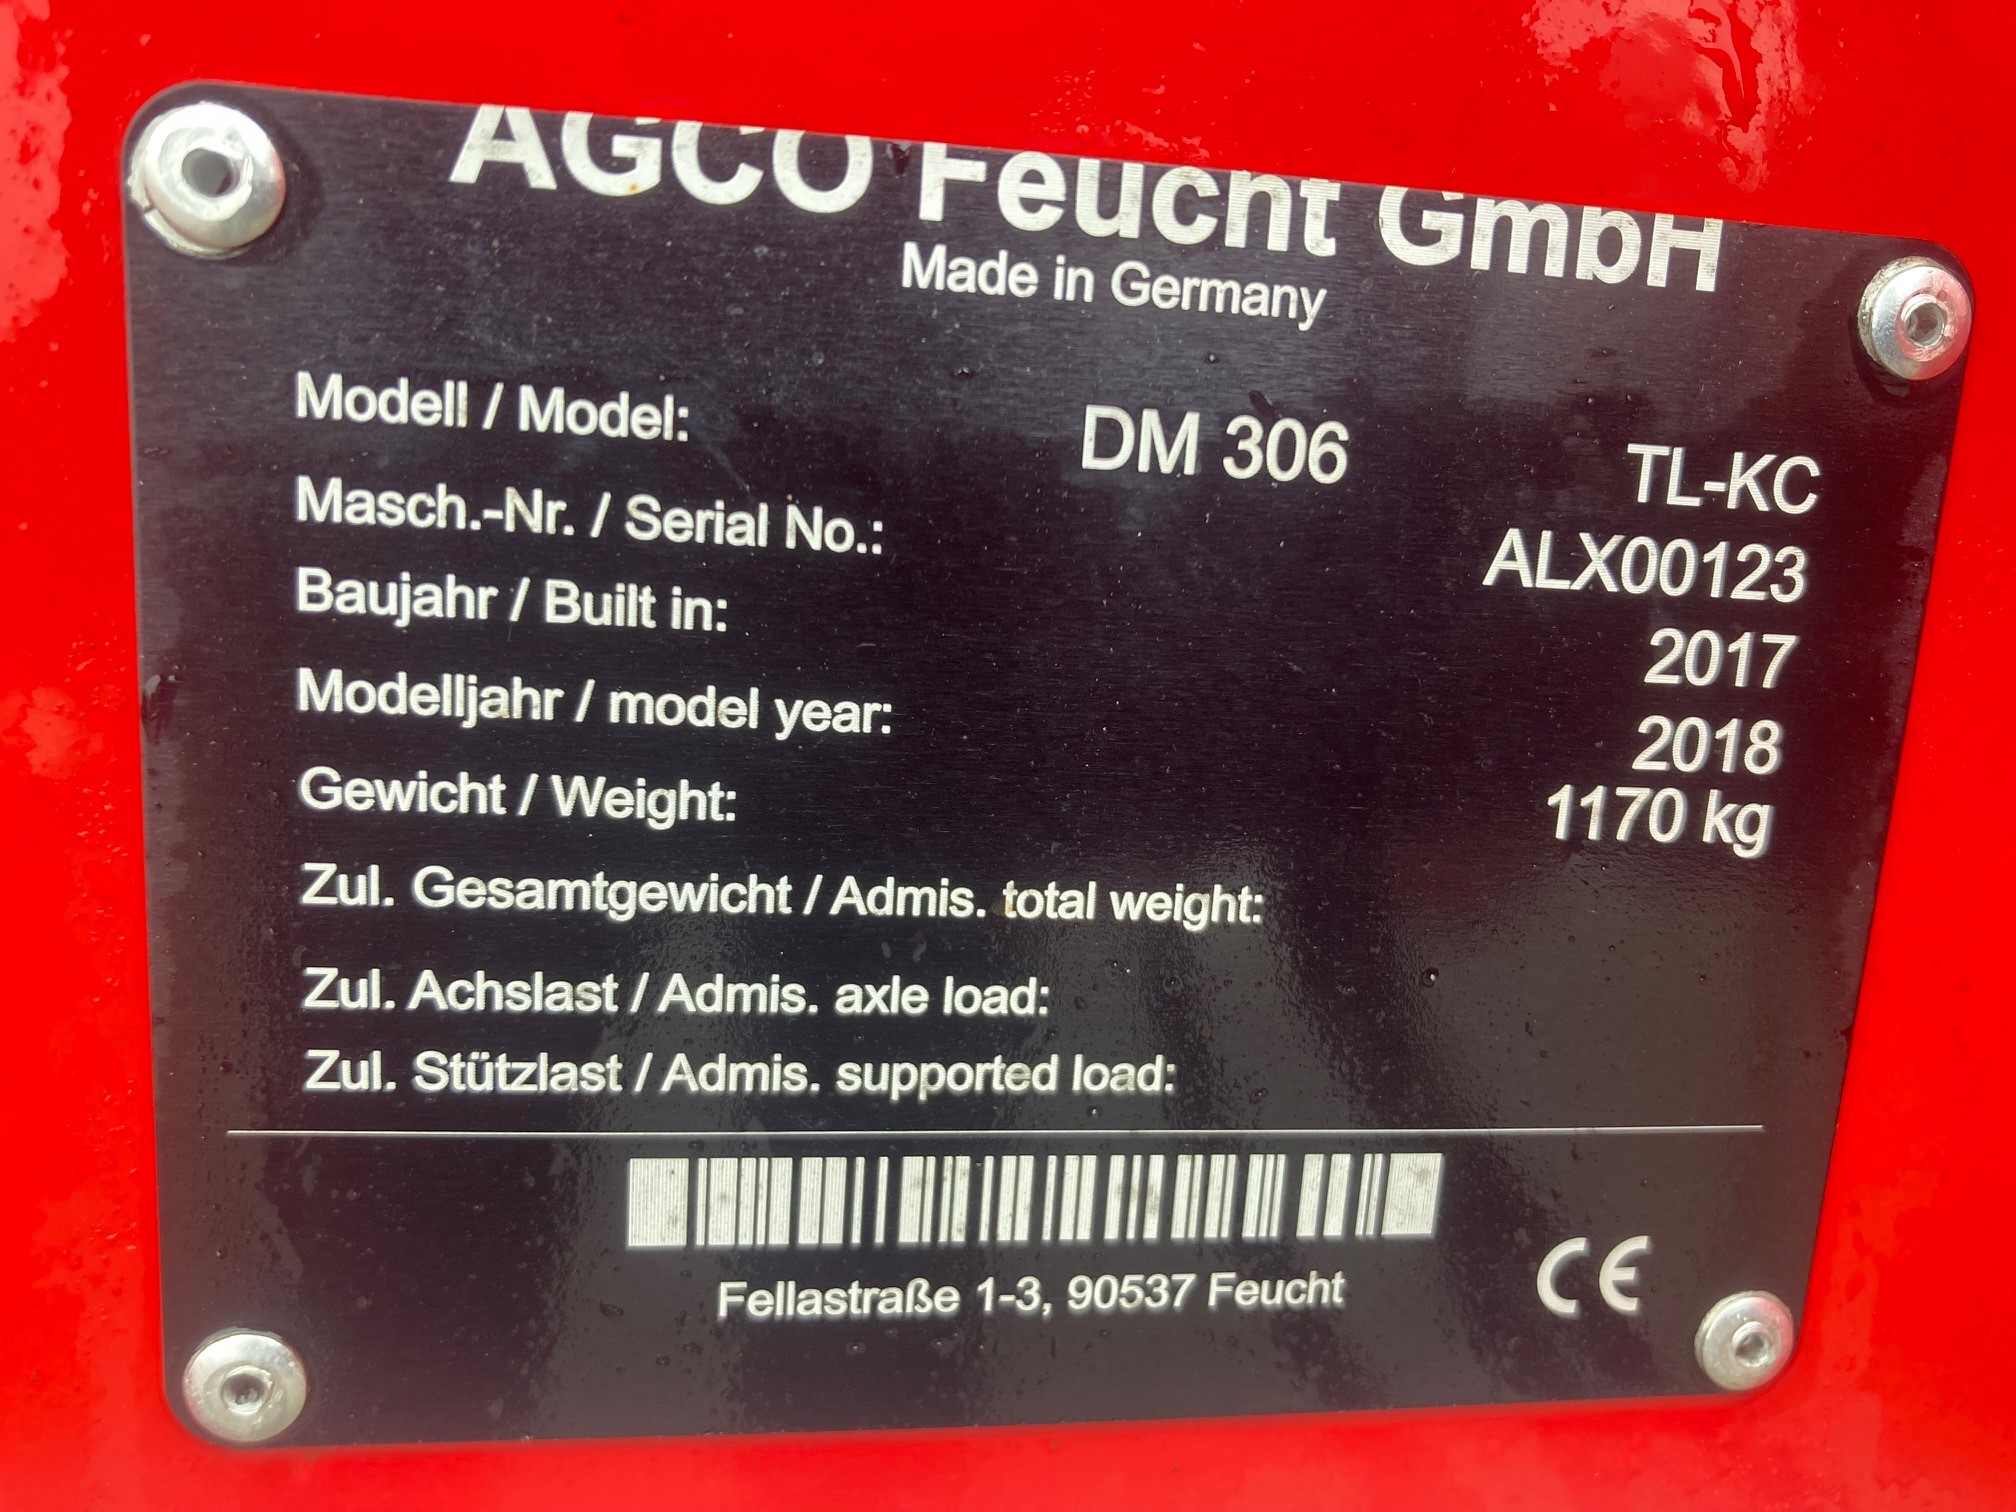 AGCO Feucht GmbH
Made in Germany
Modell / Model: DM 306 TL-KC
Masch.-Nr. / Serial No.: ALX00123
Baujahr / Built in: 2017
Modelljahr / model year: 2018
Gewicht / Weight: 1170 kg
Zul. Gesamtgewicht / Admis. total weight:
Zul. Achslast / Admis. axle load:
Zul. Stützlast / Admis. supported load:
Fellastraße 1-3, 90537 Feucht
CE